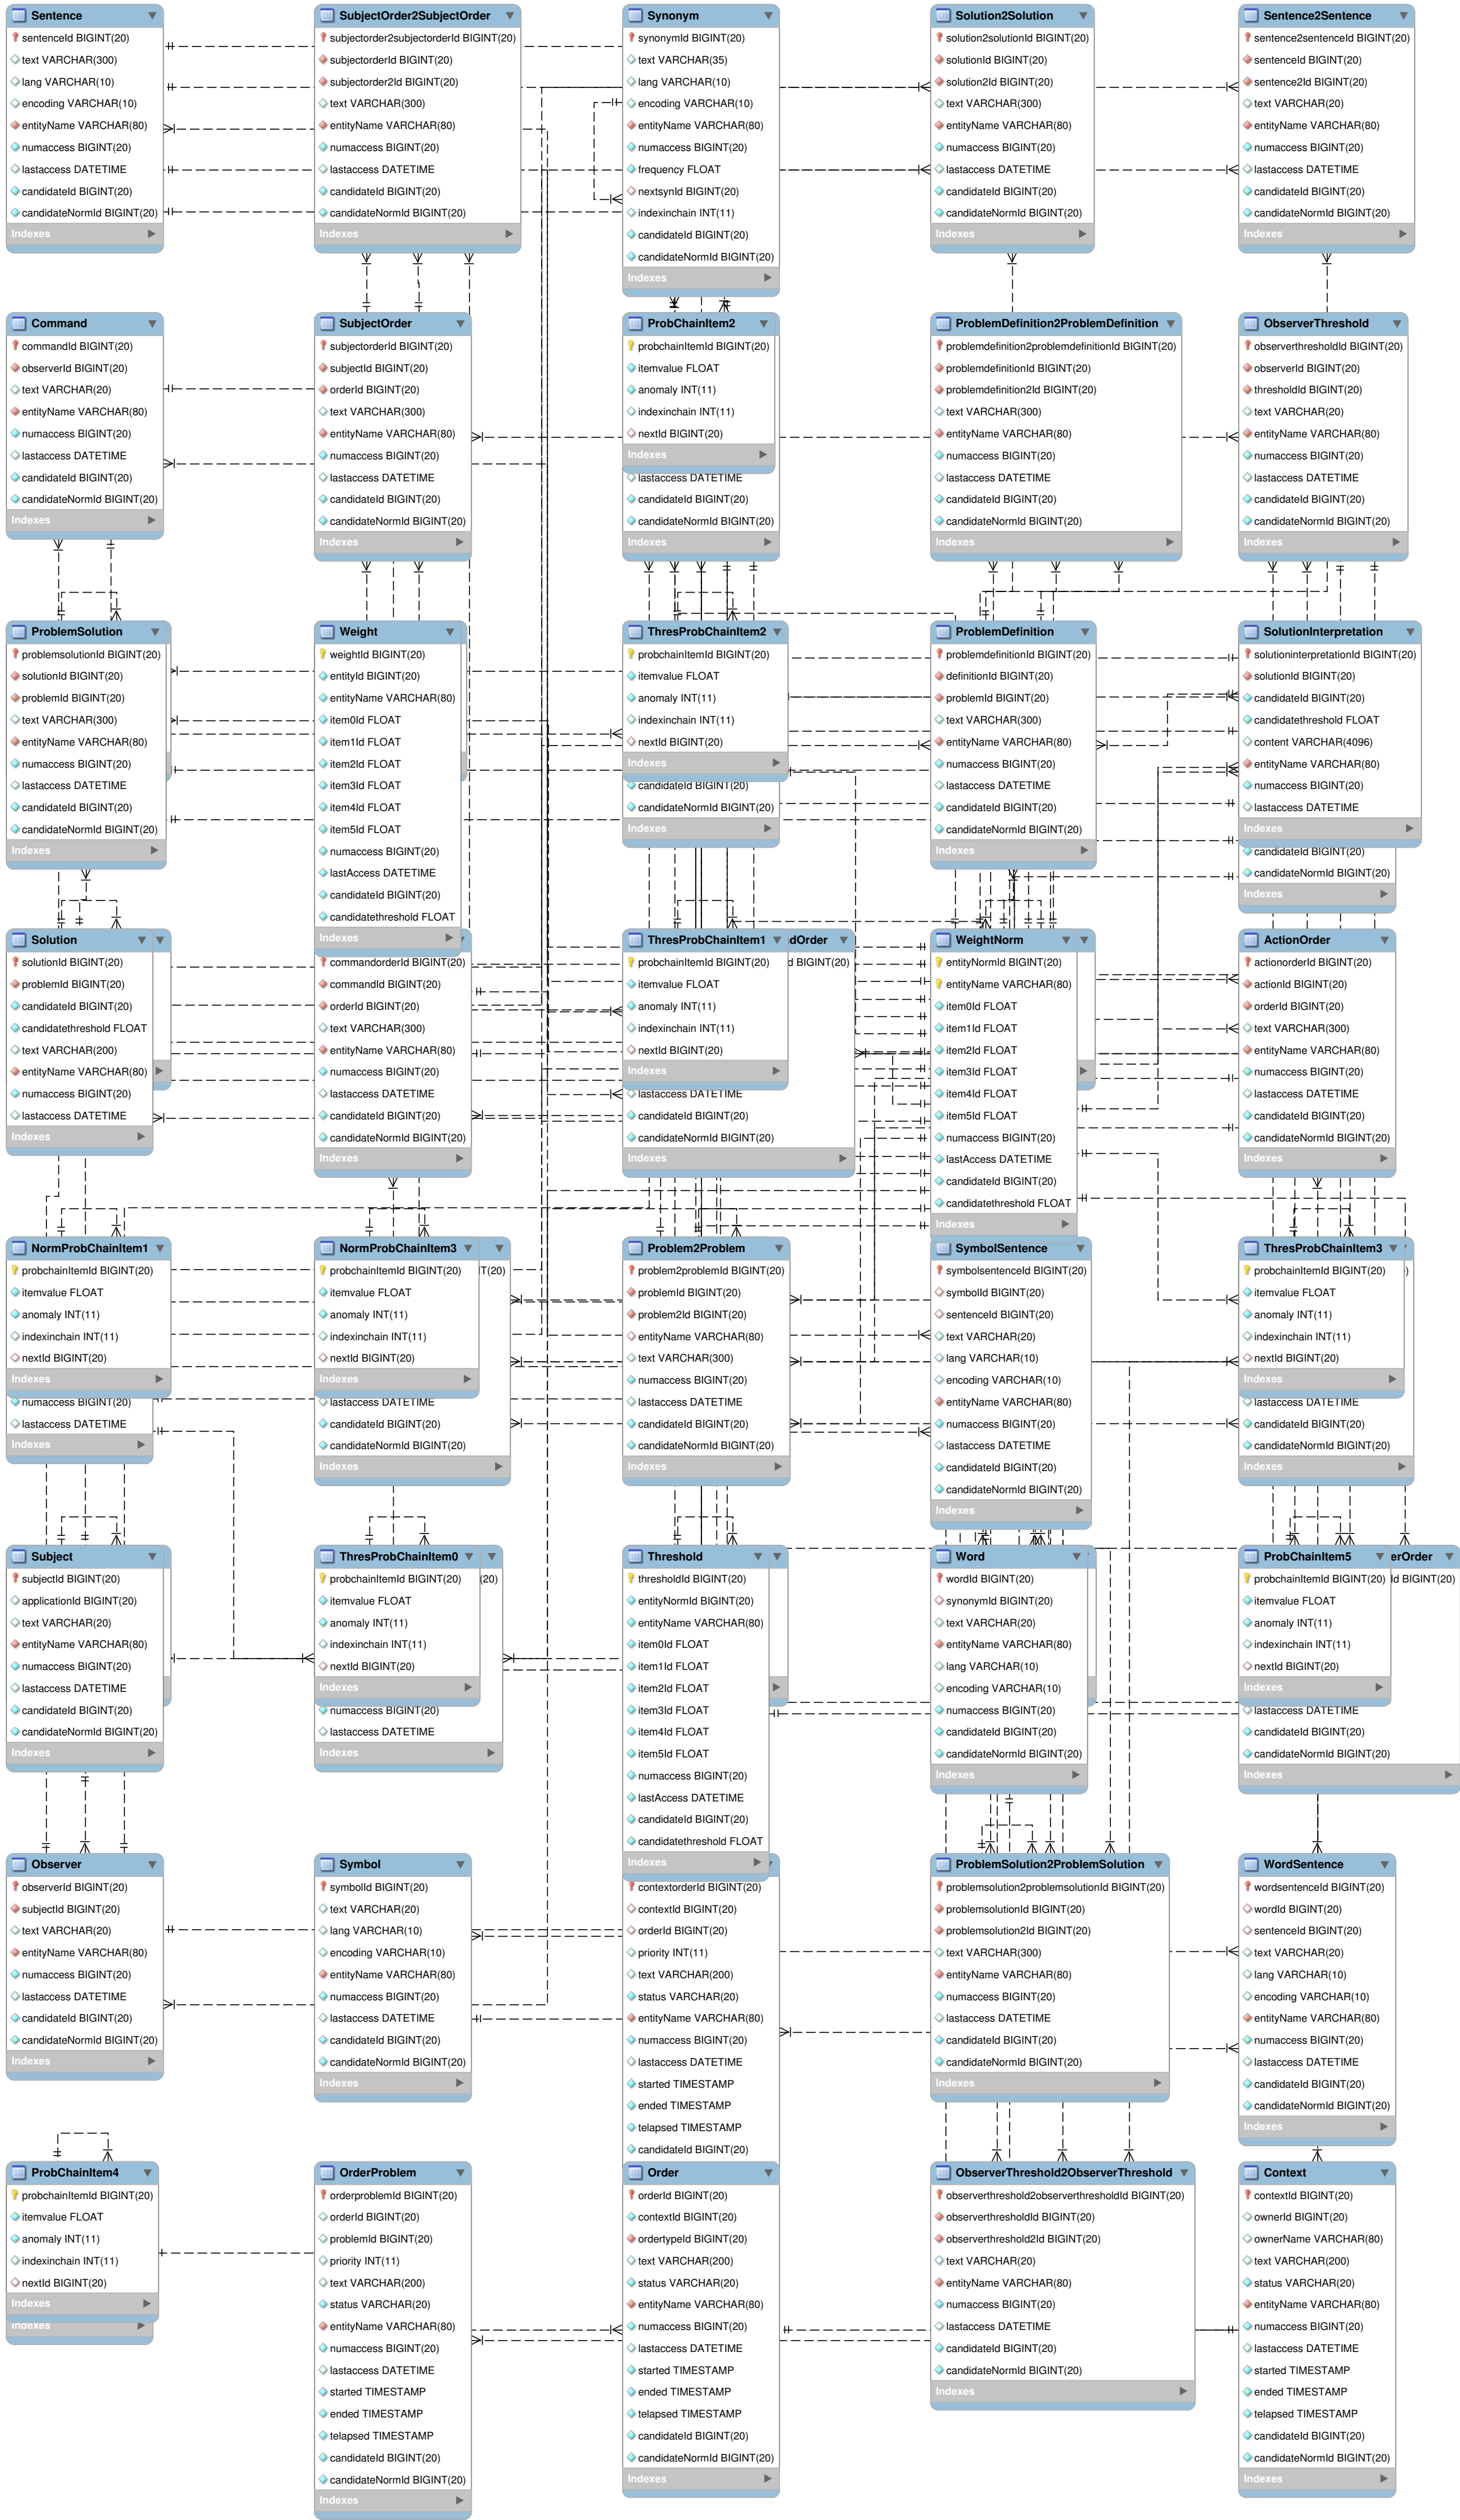 Sentence
sentenceId BIGINT(20)
text VARCHAR(300)
lang VARCHAR(10)
encoding VARCHAR(10)
entityName VARCHAR(80)
numaccess BIGINT(20)
lastaccess DATETIME
candidateId BIGINT(20)
candidateNormId BIGINT(20)
Indexes
SubjectOrder2SubjectOrder
subjectorder2subjectorderId BIGINT(20)
subjectorderId BIGINT(20)
subjectorder2Id BIGINT(20)
text VARCHAR(300)
entityName VARCHAR(80)
numaccess BIGINT(20)
lastaccess DATETIME
candidateId BIGINT(20)
candidateNormId BIGINT(20)
Indexes
Synonym
synonymId BIGINT(20)
text VARCHAR(35)
lang VARCHAR(10)
encoding VARCHAR(10)
entityName VARCHAR(80)
numaccess BIGINT(20)
frequency FLOAT
nextsynId BIGINT(20)
indexinchain INT(11)
candidateId BIGINT(20)
candidateNormId BIGINT(20)
Indexes
Solution2Solution
solution2solutionId BIGINT(20)
solutionId BIGINT(20)
solution2Id BIGINT(20)
text VARCHAR(300)
entityName VARCHAR(80)
numaccess BIGINT(20)
lastaccess DATETIME
candidateId BIGINT(20)
candidateNormId BIGINT(20)
Indexes
Sentence2Sentence
sentence2sentenceId BIGINT(20)
sentenceId BIGINT(20)
sentence2Id BIGINT(20)
text VARCHAR(20)
entityName VARCHAR(80)
numaccess BIGINT(20)
lastaccess DATETIME
candidateId BIGINT(20)
candidateNormId BIGINT(20)
Indexes
Command
commandId BIGINT(20)
observerId BIGINT(20)
text VARCHAR(20)
entityName VARCHAR(80)
numaccess BIGINT(20)
lastaccess DATETIME
candidateId BIGINT(20)
candidateNormId BIGINT(20)
Indexes
SubjectOrder
subjectorderId BIGINT(20)
subjectId BIGINT(20)
orderId BIGINT(20)
text VARCHAR(300)
entityName VARCHAR(80)
numaccess BIGINT(20)
lastaccess DATETIME
candidateId BIGINT(20)
candidateNormId BIGINT(20)
Indexes
ProbChainItem2
probchainItemId BIGINT(20)
itemvalue FLOAT
anomaly INT(11)
indexinchain INT(11)
nextId BIGINT(20)
Indexes
lastaccess DATETIME
candidateId BIGINT(20)
candidateNormId BIGINT(20)
Indexes
ProblemDefinition2ProblemDefinition
problemdefinition2problemdefinitionId BIGINT(20)
problemdefinitionId BIGINT(20)
problemdefinition2Id BIGINT(20)
text VARCHAR(300)
entityName VARCHAR(80)
numaccess BIGINT(20)
lastaccess DATETIME
candidateId BIGINT(20)
candidateNormId BIGINT(20)
Indexes
ObserverThreshold
observerthresholdId BIGINT(20)
observerId BIGINT(20)
thresholdId BIGINT(20)
text VARCHAR(20)
entityName VARCHAR(80)
numaccess BIGINT(20)
lastaccess DATETIME
candidateId BIGINT(20)
candidateNormId BIGINT(20)
Indexes
ProblemSolution
problemsolutionId BIGINT(20)
solutionId BIGINT(20)
problemId BIGINT(20)
text VARCHAR(300)
entityName VARCHAR(80)
numaccess BIGINT(20)
lastaccess DATETIME
candidateId BIGINT(20)
candidateNormId BIGINT(20)
Indexes
Weight
weightId BIGINT(20)
entityId BIGINT(20)
entityName VARCHAR(80)
item0Id FLOAT
item1Id FLOAT
item2Id FLOAT
item3Id FLOAT
item4Id FLOAT
item5Id FLOAT
numaccess BIGINT(20)
lastAccess DATETIME
candidateId BIGINT(20)
candidatethreshold FLOAT
Indexes
ThresProbChainItem2
probchainItemId BIGINT(20)
itemvalue FLOAT
anomaly INT(11)
indexinchain INT(11)
nextId BIGINT(20)
Indexes
candidateId BIGINT(20)
candidateNormId BIGINT(20)
Indexes
ProblemDefinition
problemdefinitionId BIGINT(20)
definitionId BIGINT(20)
problemId BIGINT(20)
text VARCHAR(300)
entityName VARCHAR(80)
numaccess BIGINT(20)
lastaccess DATETIME
candidateId BIGINT(20)
candidateNormId BIGINT(20)
Indexes
SolutionInterpretation
solutioninterpretationId BIGINT(20)
solutionId BIGINT(20)
candidateId BIGINT(20)
candidatethreshold FLOAT
content VARCHAR(4096)
entityName VARCHAR(80)
numaccess BIGINT(20)
lastaccess DATETIME
Indexes
candidateId BIGINT(20)
candidateNormId BIGINT(20)
Indexes
Solution
solutionId BIGINT(20)
problemId BIGINT(20)
candidateId BIGINT(20)
candidatethreshold FLOAT
text VARCHAR(200)
entityName VARCHAR(80)
numaccess BIGINT(20)
lastaccess DATETIME
Indexes
commandorderId BIGINT(20)
commandId BIGINT(20)
orderId BIGINT(20)
text VARCHAR(300)
entityName VARCHAR(80)
numaccess BIGINT(20)
lastaccess DATETIME
candidateId BIGINT(20)
candidateNormId BIGINT(20)
Indexes
ThresProbChainItem1 dOrder
probchainItemId BIGINT(20) d BIGINT(20)
itemvalue FLOAT
anomaly INT(11)
indexinchain INT(11)
nextId BIGINT(20)
Indexes
lastaccess DATETIME
candidateId BIGINT(20)
candidateNormId BIGINT(20)
Indexes
WeightNorm
entityNormId BIGINT(20)
entityName VARCHAR(80)
item0Id FLOAT
item1Id FLOAT
item2Id FLOAT
item3Id FLOAT
item4Id FLOAT
item5Id FLOAT
numaccess BIGINT(20)
lastAccess DATETIME
candidateId BIGINT(20)
candidatethreshold FLOAT
Indexes
ActionOrder
actionorderId BIGINT(20)
actionId BIGINT(20)
orderId BIGINT(20)
text VARCHAR(300)
entityName VARCHAR(80)
numaccess BIGINT(20)
lastaccess DATETIME
candidateId BIGINT(20)
candidateNormId BIGINT(20)
Indexes
NormProbChainItem1
probchainItemId BIGINT(20)
itemvalue FLOAT
anomaly INT(11)
indexinchain INT(11)
nextId BIGINT(20)
Indexes
numaccess BIGINT(20)
lastaccess DATETIME
Indexes
NormProbChainItem3
probchainItemId BIGINT(20) T(20)
itemvalue FLOAT
anomaly INT(11)
indexinchain INT(11)
nextId BIGINT(20)
Indexes
lastaccess DATETIME
candidateId BIGINT(20)
candidateNormId BIGINT(20)
Indexes
Problem2Problem
problem2problemId BIGINT(20)
problemId BIGINT(20)
problem2Id BIGINT(20)
entityName VARCHAR(80)
text VARCHAR(300)
numaccess BIGINT(20)
lastaccess DATETIME
candidateId BIGINT(20)
candidateNormId BIGINT(20)
Indexes
SymbolSentence
symbolsentenceId BIGINT(20)
symbolId BIGINT(20)
sentenceId BIGINT(20)
text VARCHAR(20)
lang VARCHAR(10)
encoding VARCHAR(10)
entityName VARCHAR(80)
numaccess BIGINT(20)
lastaccess DATETIME
candidateId BIGINT(20)
candidateNormId BIGINT(20)
Indexes
ThresProbChainItem3
probchainItemId BIGINT(20) )
itemvalue FLOAT
anomaly INT(11)
indexinchain INT(11)
nextId BIGINT(20)
Indexes
lastaccess DATETIME
candidateId BIGINT(20)
candidateNormId BIGINT(20)
Indexes
Subject
subjectId BIGINT(20)
applicationId BIGINT(20)
text VARCHAR(20)
entityName VARCHAR(80)
numaccess BIGINT(20)
lastaccess DATETIME
candidateId BIGINT(20)
candidateNormId BIGINT(20)
Indexes
ThresProbChainItem0
probchainItemId BIGINT(20) (20)
itemvalue FLOAT
anomaly INT(11)
indexinchain INT(11)
nextId BIGINT(20)
Indexes
numaccess BIGINT(20)
lastaccess DATETIME
Indexes
Threshold
thresholdId BIGINT(20)
entityNormId BIGINT(20)
entityName VARCHAR(80)
item0Id FLOAT
item1Id FLOAT
item2Id FLOAT
item3Id FLOAT
item4Id FLOAT
item5Id FLOAT
numaccess BIGINT(20)
lastAccess DATETIME
candidateId BIGINT(20)
candidatethreshold FLOAT
Indexes
Word
wordId BIGINT(20)
synonymId BIGINT(20)
text VARCHAR(20)
entityName VARCHAR(80)
lang VARCHAR(10)
encoding VARCHAR(10)
numaccess BIGINT(20)
candidateId BIGINT(20)
candidateNormId BIGINT(20)
Indexes
ProbChainItem5 erOrder
probchainItemId BIGINT(20) Id BIGINT(20)
itemvalue FLOAT
anomaly INT(11)
indexinchain INT(11)
nextId BIGINT(20)
Indexes
lastaccess DATETIME
candidateId BIGINT(20)
candidateNormId BIGINT(20)
Indexes
Observer
observerId BIGINT(20)
subjectId BIGINT(20)
text VARCHAR(20)
entityName VARCHAR(80)
numaccess BIGINT(20)
lastaccess DATETIME
candidateId BIGINT(20)
candidateNormId BIGINT(20)
Indexes
Symbol
symbolId BIGINT(20)
text VARCHAR(20)
lang VARCHAR(10)
encoding VARCHAR(10)
entityName VARCHAR(80)
numaccess BIGINT(20)
lastaccess DATETIME
candidateId BIGINT(20)
candidateNormId BIGINT(20)
Indexes
contextorderId BIGINT(20)
contextId BIGINT(20)
orderId BIGINT(20)
priority INT(11)
text VARCHAR(200)
status VARCHAR(20)
entityName VARCHAR(80)
numaccess BIGINT(20)
lastaccess DATETIME
started TIMESTAMP
ended TIMESTAMP
telapsed TIMESTAMP
candidateId BIGINT(20)
ProblemSolution2ProblemSolution
problemsolution2problemsolutionId BIGINT(20)
problemsolutionId BIGINT(20)
problemsolution2Id BIGINT(20)
text VARCHAR(300)
entityName VARCHAR(80)
numaccess BIGINT(20)
lastaccess DATETIME
candidateId BIGINT(20)
candidateNormId BIGINT(20)
Indexes
WordSentence
wordsentenceId BIGINT(20)
wordId BIGINT(20)
sentenceId BIGINT(20)
text VARCHAR(20)
lang VARCHAR(10)
encoding VARCHAR(10)
entityName VARCHAR(80)
numaccess BIGINT(20)
lastaccess DATETIME
candidateId BIGINT(20)
candidateNormId BIGINT(20)
Indexes
ProbChainItem4
probchainItemId BIGINT(20)
itemvalue FLOAT
anomaly INT(11)
indexinchain INT(11)
nextId BIGINT(20)
Indexes
Indexes
OrderProblem
orderproblemId BIGINT(20)
orderId BIGINT(20)
problemId BIGINT(20)
priority INT(11)
text VARCHAR(200)
status VARCHAR(20)
entityName VARCHAR(80)
numaccess BIGINT(20)
lastaccess DATETIME
started TIMESTAMP
ended TIMESTAMP
telapsed TIMESTAMP
candidateId BIGINT(20)
candidateNormId BIGINT(20)
Indexes
Order
orderId BIGINT(20)
contextId BIGINT(20)
ordertypeId BIGINT(20)
text VARCHAR(200)
status VARCHAR(20)
entityName VARCHAR(80)
numaccess BIGINT(20)
lastaccess DATETIME
started TIMESTAMP
ended TIMESTAMP
telapsed TIMESTAMP
candidateId BIGINT(20)
candidateNormId BIGINT(20)
Indexes
ObserverThreshold2ObserverThreshold
observerthreshold2observerthresholdId BIGINT(20)
observerthresholdId BIGINT(20)
observerthreshold2Id BIGINT(20)
text VARCHAR(20)
entityName VARCHAR(80)
numaccess BIGINT(20)
lastaccess DATETIME
candidateId BIGINT(20)
candidateNormId BIGINT(20)
Indexes
Context
contextId BIGINT(20)
ownerId BIGINT(20)
ownerName VARCHAR(80)
text VARCHAR(200)
status VARCHAR(20)
entityName VARCHAR(80)
numaccess BIGINT(20)
lastaccess DATETIME
started TIMESTAMP
ended TIMESTAMP
telapsed TIMESTAMP
candidateId BIGINT(20)
candidateNormId BIGINT(20)
Indexes